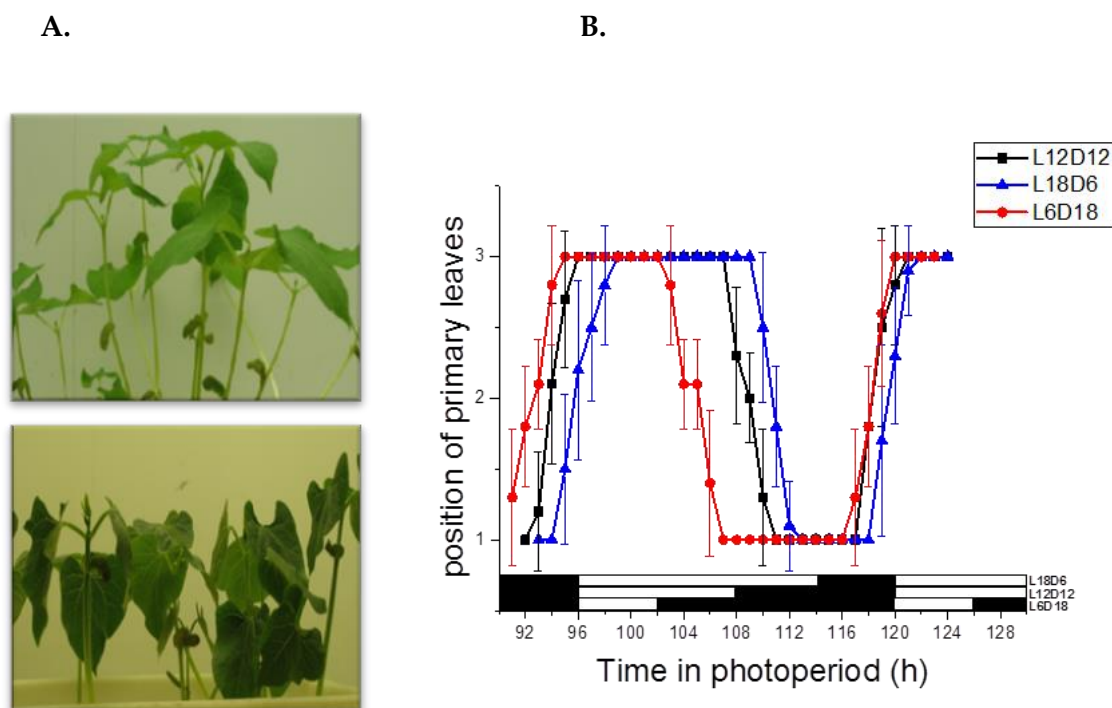 A.
B.
L12D12
L18D6
L6D18
position of primary leaves
3
2
1
L18D6
L12D12
L6D18
92 96 100 104 108 112 116 120 124 128
Time in photoperiod (h)